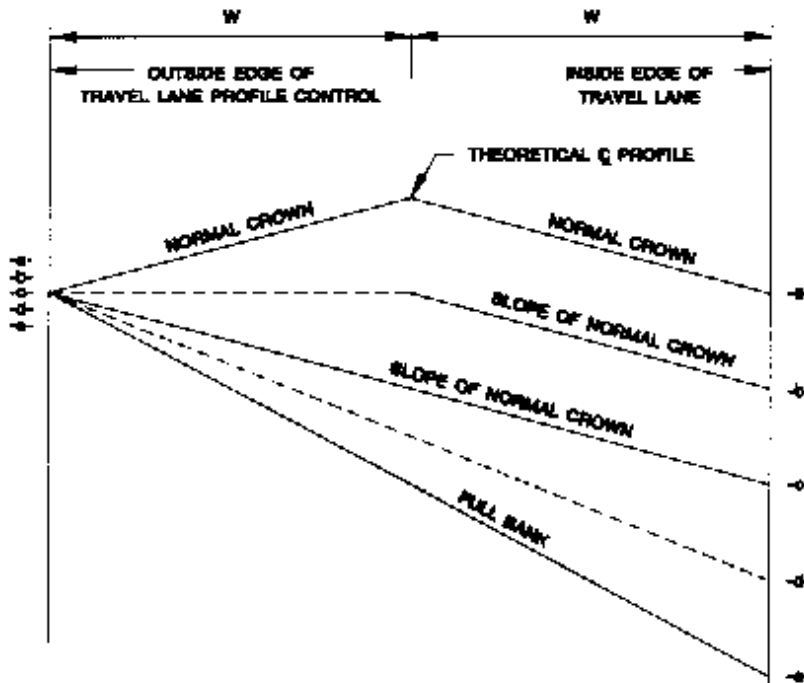 W
W
OUTSIDE EDGE OF
TRAVEL LANE PROFILE CONTROL
INSIDE EDGE OF
TRAVEL LANE
THEORETICAL ℄ PROFILE
NORMAL CROWN
NORMAL CROWN
SLOPE OF NORMAL CROWN
SLOPE OF NORMAL CROWN
FULL BANK
-a
-b
-c
-d
-e